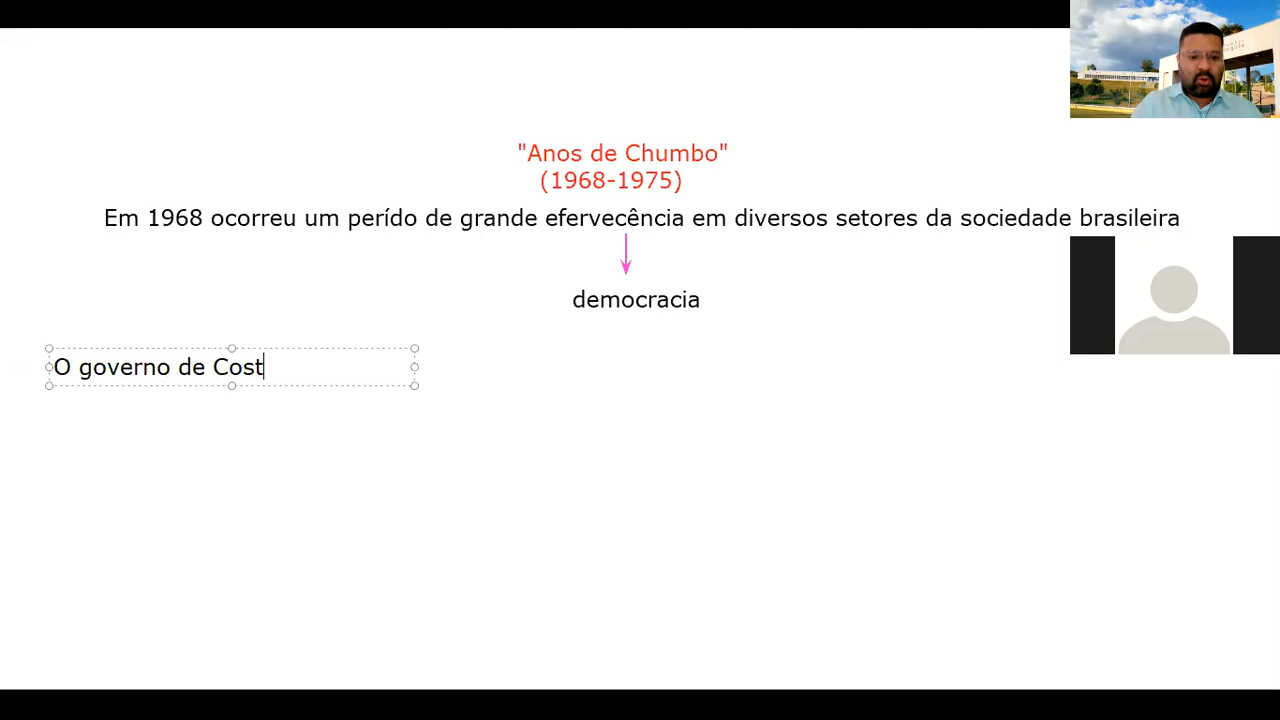 "Anos de Chumbo"
(1968-1975)
Em 1968 ocorreu um perído de grande efervecência em diversos setores da sociedade brasileira
democracia
O governo de Cost